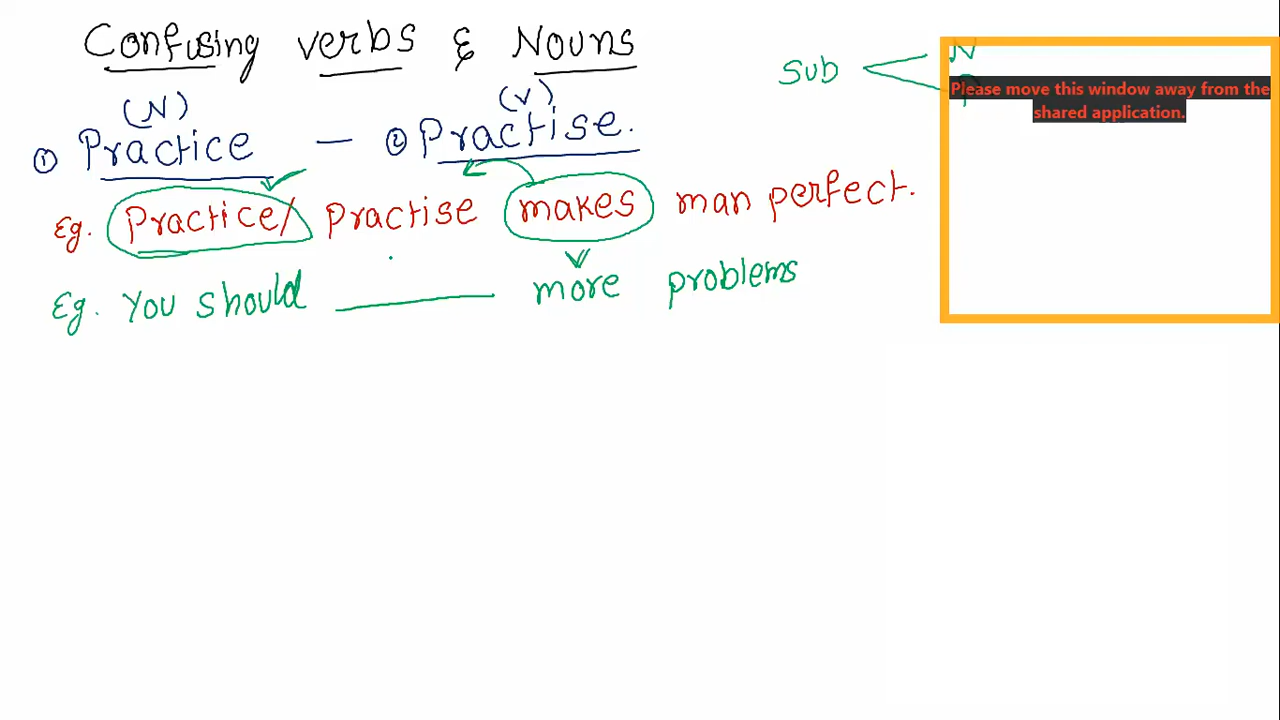 Confusing verbs & Nouns
Sub N
P
Please move this window away from the
shared application.
(N) (V)
① Practice – ② Practise.
Eg. Practice/ Practise makes man perfect.
V
Eg. You should ______ more problems